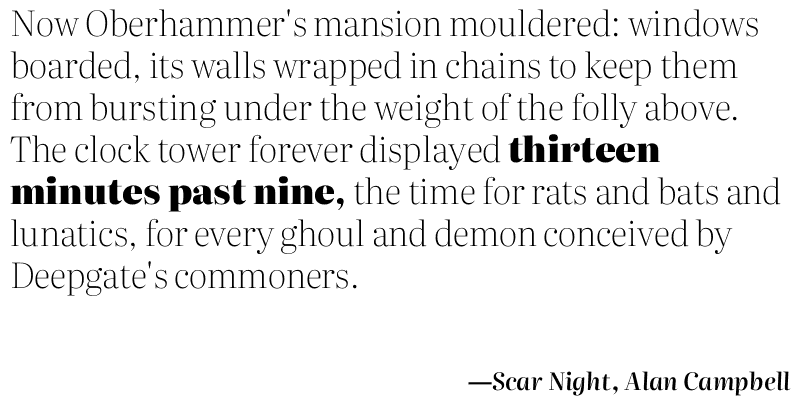 Now Oberhammer's mansion mouldered: windows
boarded, its walls wrapped in chains to keep them
from bursting under the weight of the folly above.
The clock tower forever displayed thirteen
minutes past nine, the time for rats and bats and
lunatics, for every ghoul and demon conceived by
Deepgate's commoners.
—Scar Night, Alan Campbell